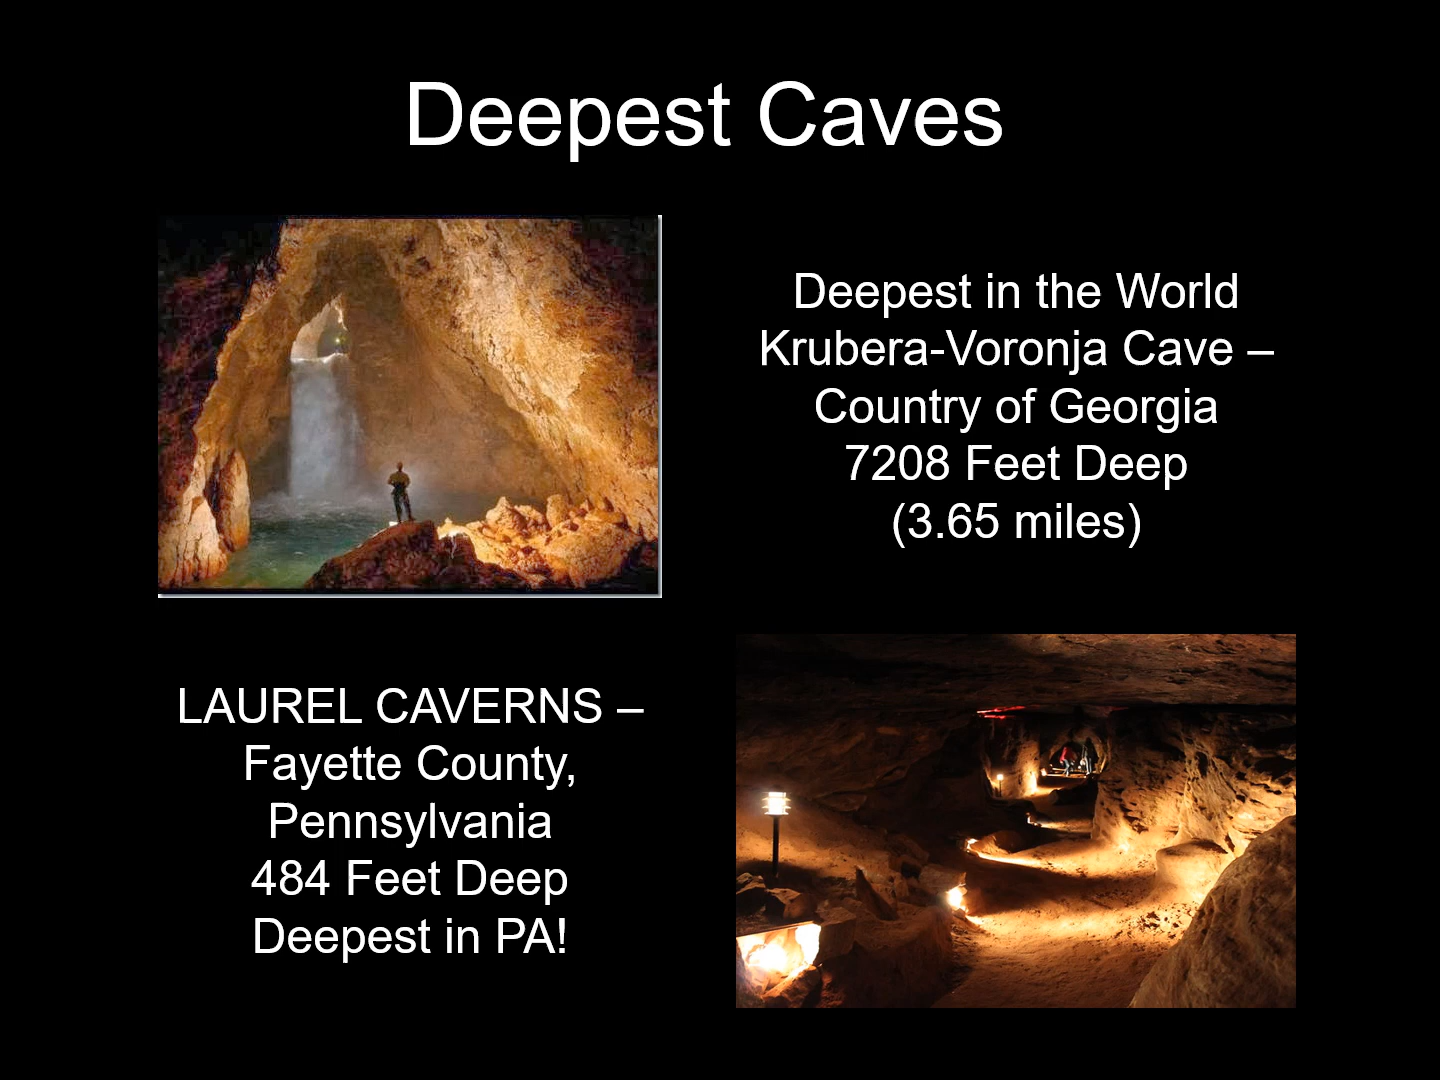 Deepest Caves
Deepest in the World
Krubera-Voronja Cave –
Country of Georgia
7208 Feet Deep
(3.65 miles)
LAUREL CAVERNS –
Fayette County,
Pennsylvania
484 Feet Deep
Deepest in PA!